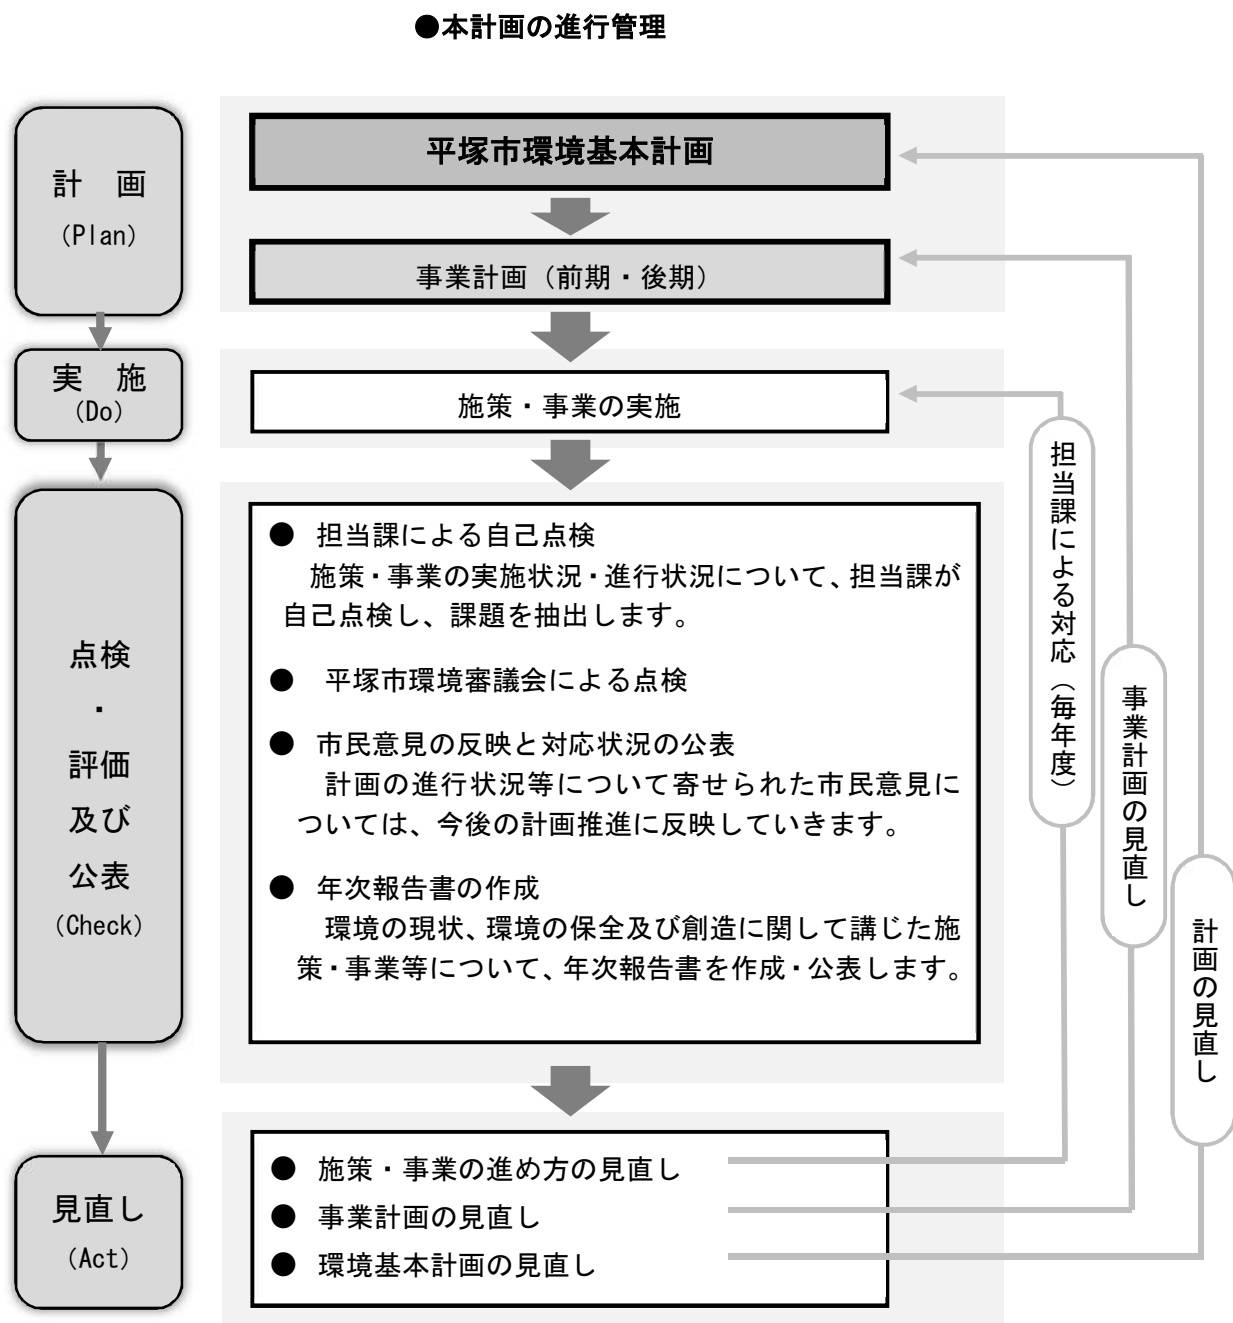 ●本計画の進行管理
計　画
（Plan）
平塚市環境基本計画
事業計画（前期・後期）
実　施
（Do）
施策・事業の実施
点検
・
評価
及び
公表
（Check）
● 担当課による自己点検
施策・事業の実施状況・進行状況について、担当課が
自己点検し、課題を抽出します。
● 平塚市環境審議会による点検
● 市民意見の反映と対応状況の公表
計画の進行状況等について寄せられた市民意見に
ついては、今後の計画推進に反映していきます。
● 年次報告書の作成
環境の現状、環境の保全及び創造に関して講じた施
策・事業等について、年次報告書を作成・公表します。
見直し
（Act）
● 施策・事業の進め方の見直し
● 事業計画の見直し
● 環境基本計画の見直し
担当課による対応（毎年度）
事業計画の見直し
計画の見直し